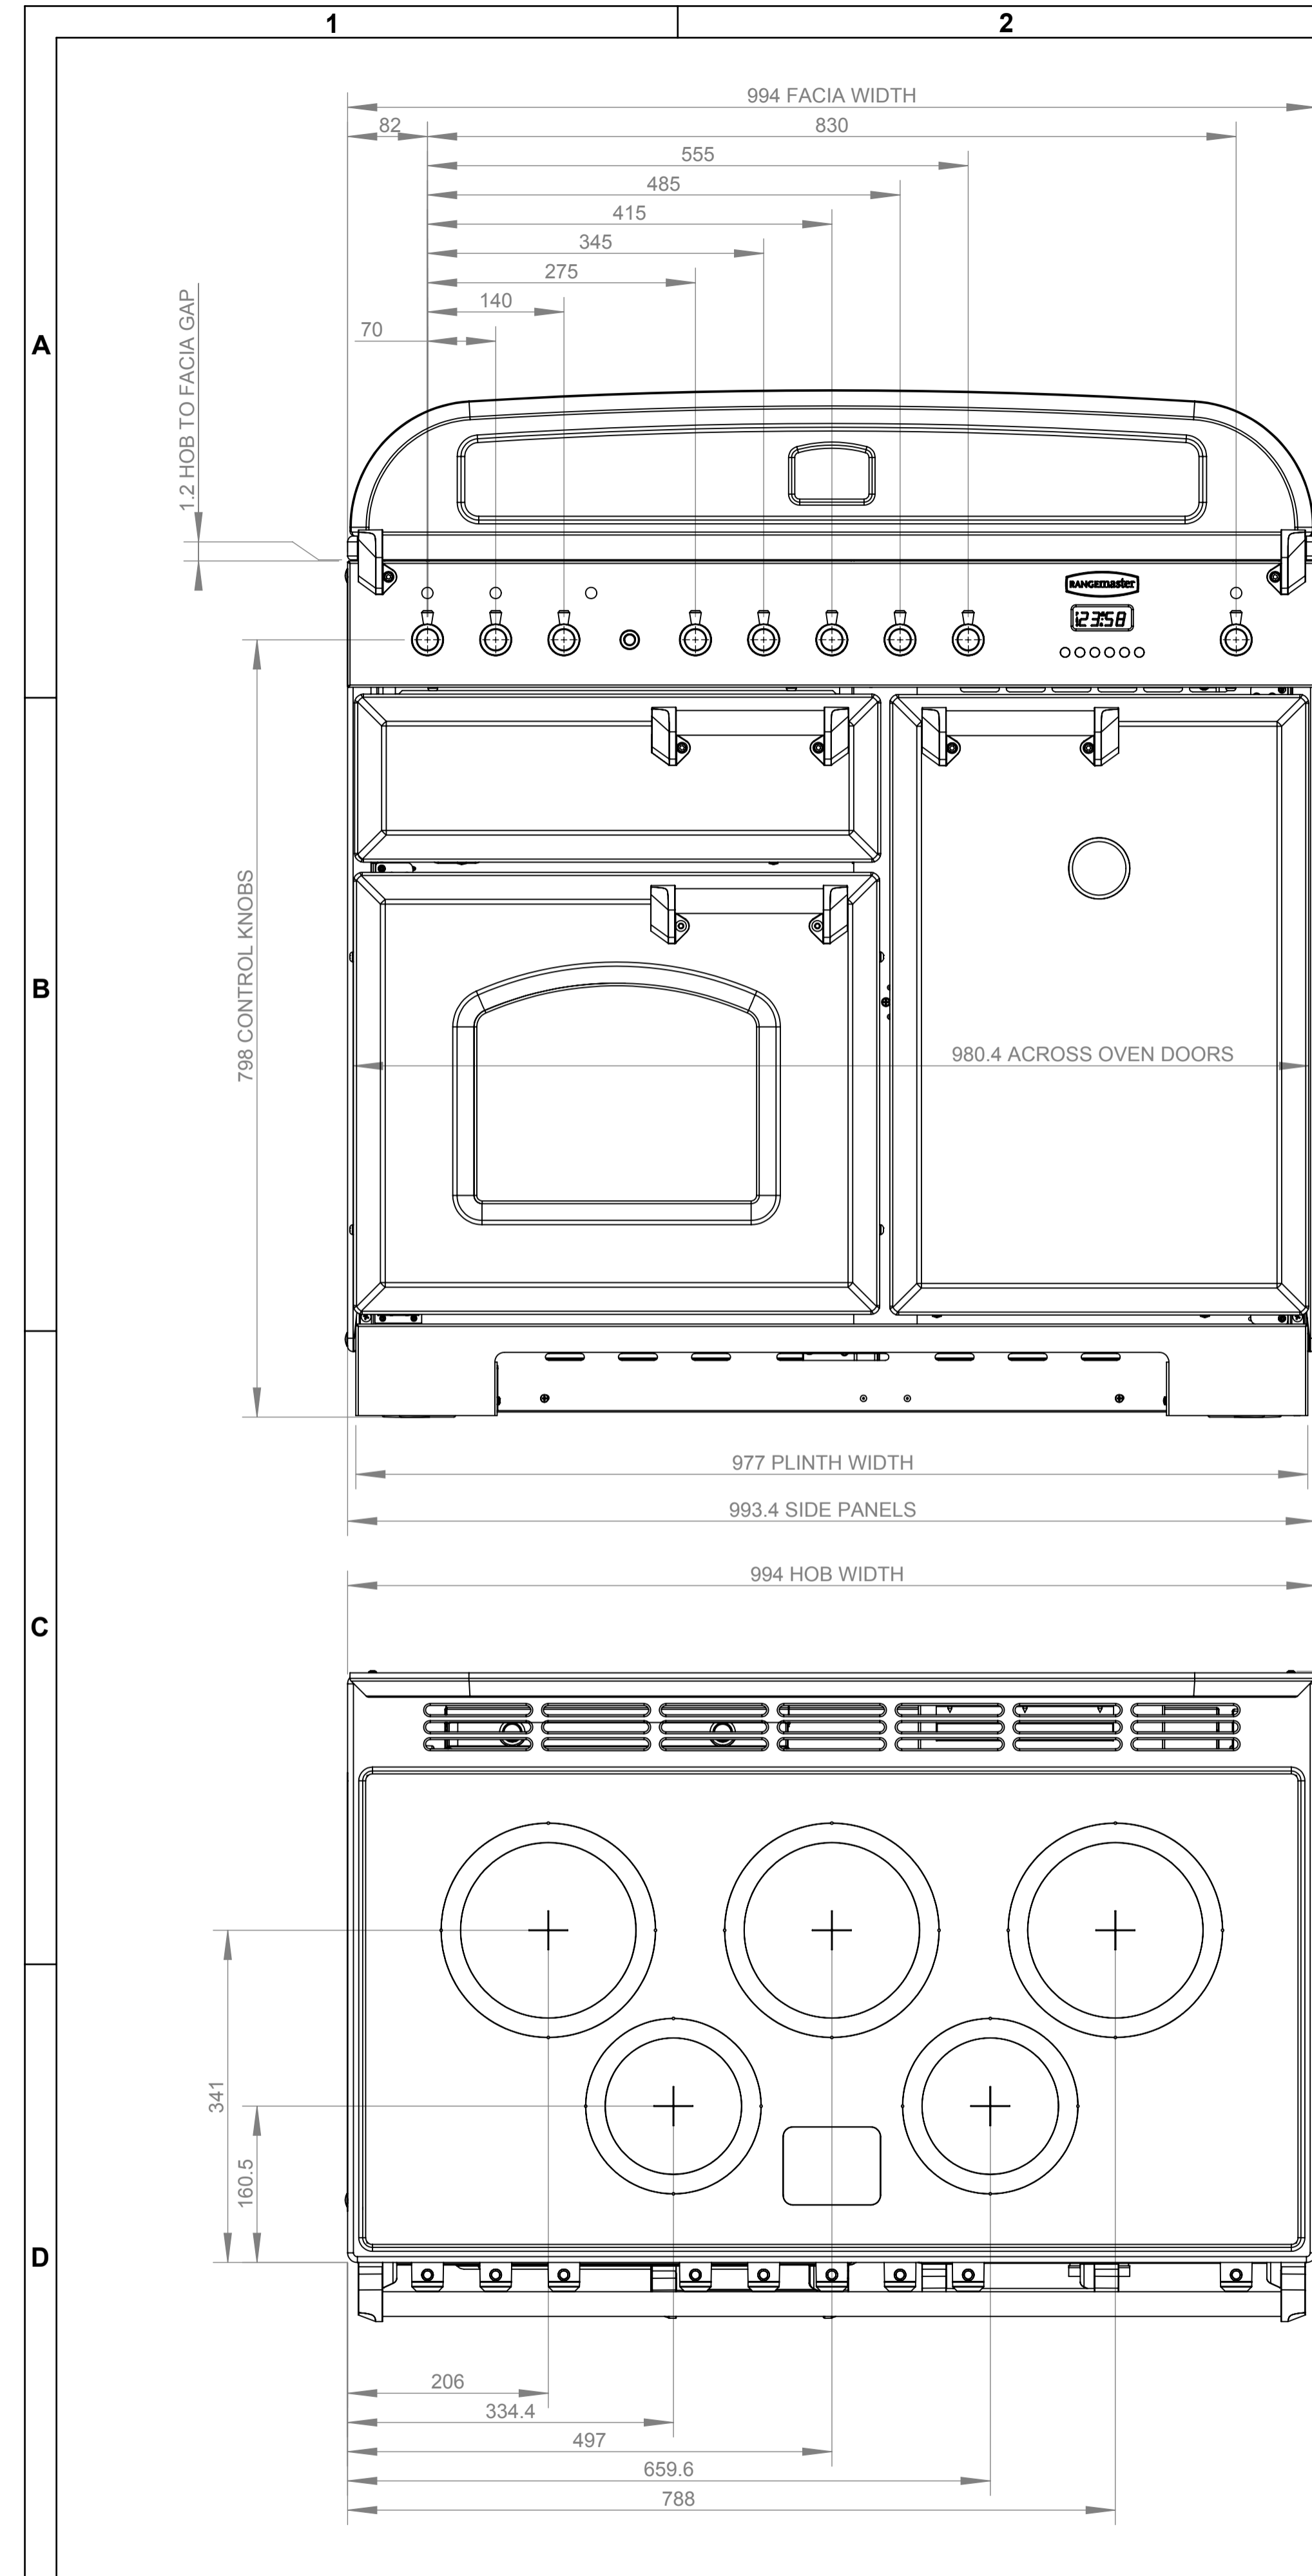 1
2
994 FACIA WIDTH
82
830
555
485
415
345
275
140
70
1.2 HOB TO FACIA GAP
A
RANGEmaster
23:58
798 CONTROL KNOBS
B
980.4 ACROSS OVEN DOORS
977 PLINTH WIDTH
993.4 SIDE PANELS
994 HOB WIDTH
C
341
160.5
D
206
334.4
497
659.6
788